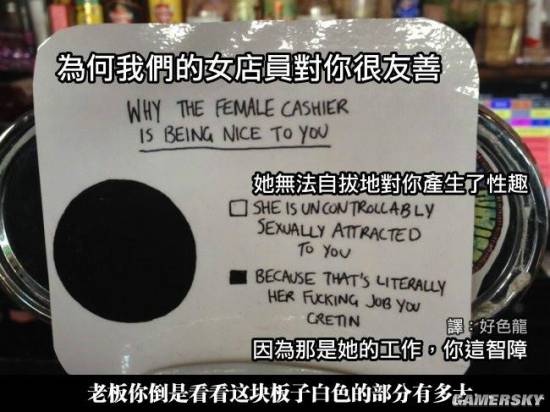 為何我們的女店員對你很友善
WHY THE FEMALE CASHIER
IS BEING NICE TO YOU
她無法自拔地對你產生了性趣
SHE IS UNCONTROLLABLY
SEXUALLY ATTRACTED
TO YOU
BECAUSE THAT'S LITERALLY
HER FUCKING JOB YOU
CRETIN
譯：好色龍
因為那是她的工作，你這智障
老板你倒是看看这块板子白色的部分有多大
GAMERSKY